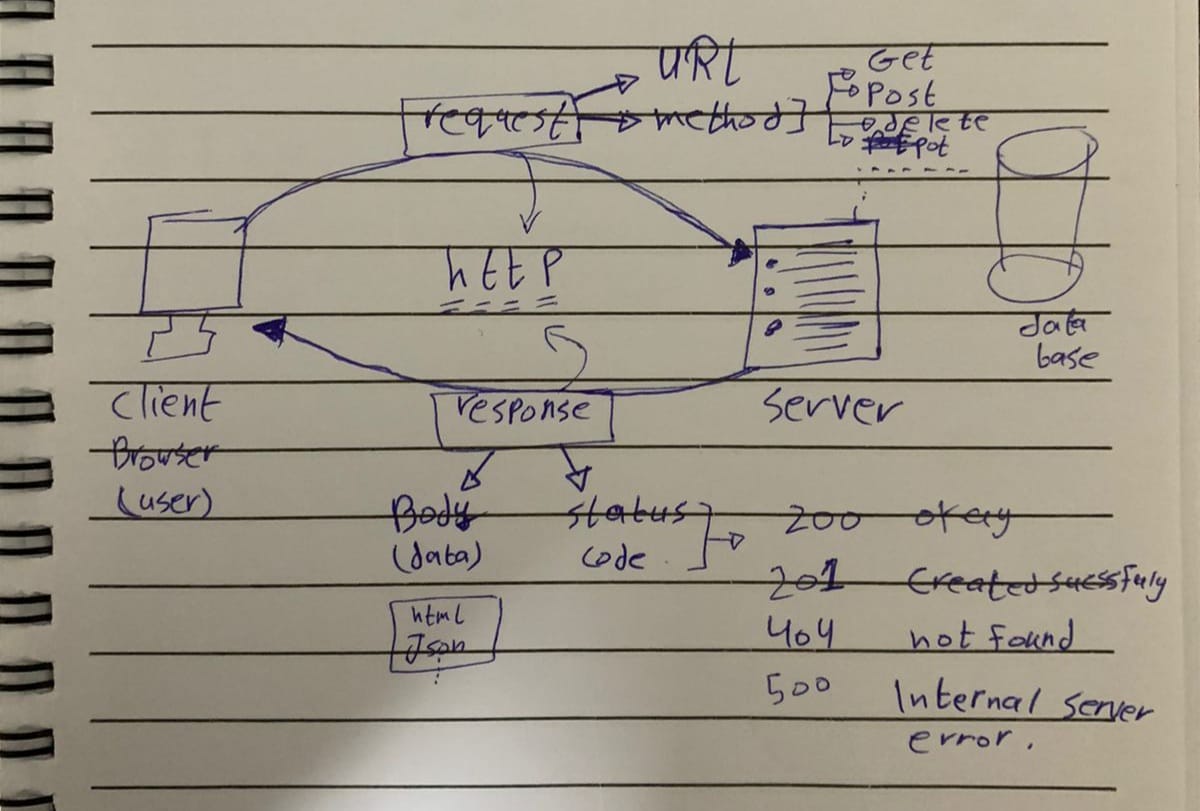 URL
request
method
Get
Post
delete
pot
http
data
base
client
Browser
(user)
response
server
Body
(data)
status
code
html
Json
200 okay
201 Created sucssfuly
404 not found
500 Internal server
error.